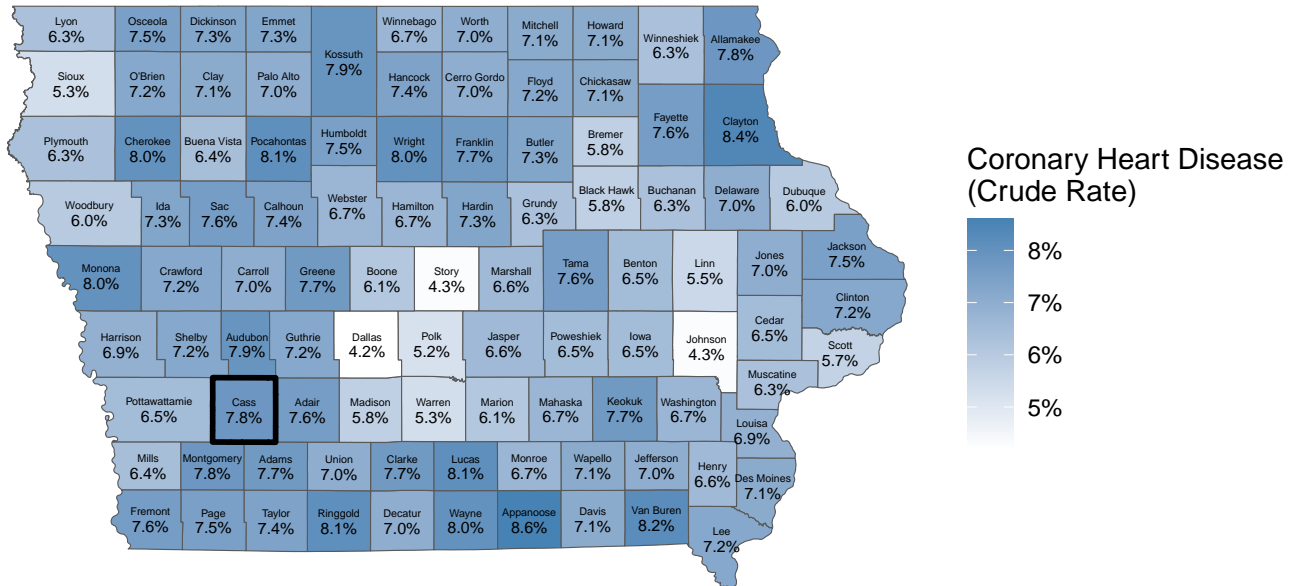 Lyon Osceola Dickinson Emmet Winnebago Worth Mitchell Howard Winneshiek Allamakee
6.3% 7.5% 7.3% 7.3% 6.7% 7.0% 7.1% 7.1% 6.3% 7.8%
Kossuth
7.9%
Sioux O'Brien Clay Palo Alto Hancock Cerro Gordo Floyd Chickasaw
5.3% 7.2% 7.1% 7.0% 7.4% 7.0% 7.2% 7.1%
Fayette Clayton
7.6% 8.4%
Plymouth Cherokee Buena Vista Pocahontas Humboldt Wright Franklin Butler Bremer
6.3% 8.0% 6.4% 8.1% 7.5% 8.0% 7.7% 7.3% 5.8%
Coronary Heart Disease
(Crude Rate)
Woodbury Ida Sac Calhoun Webster Hamilton Hardin Grundy Black Hawk Buchanan Delaware Dubuque
6.0% 7.3% 7.6% 7.4% 6.7% 6.7% 7.3% 6.3% 5.8% 6.3% 7.0% 6.0%
8%
7%
6%
5%
Monona Crawford Carroll Greene Boone Story Marshall Tama Benton Linn Jones Jackson
8.0% 7.2% 7.0% 7.7% 6.1% 4.3% 6.6% 7.6% 6.5% 5.5% 7.0% 7.5%
Clinton
7.2%
Harrison Shelby Audubon Guthrie Dallas Polk Jasper Poweshiek Iowa Johnson Cedar Scott
6.9% 7.2% 7.9% 7.2% 4.2% 5.2% 6.6% 6.5% 6.5% 4.3% 6.5% 5.7%
Muscatine
6.3%
Pottawattamie Cass Adair Madison Warren Marion Mahaska Keokuk Washington Louisa
6.5% 7.8% 7.6% 5.8% 5.3% 6.1% 6.7% 7.7% 6.7% 6.9%
Mills Montgomery Adams Union Clarke Lucas Monroe Wapello Jefferson Henry Des Moines
6.4% 7.8% 7.7% 7.0% 7.7% 8.1% 6.7% 7.1% 7.0% 6.6% 7.1%
Fremont Page Taylor Ringgold Decatur Wayne Appanoose Davis Van Buren Lee
7.6% 7.5% 7.4% 8.1% 7.0% 8.0% 8.6% 7.1% 8.2% 7.2%